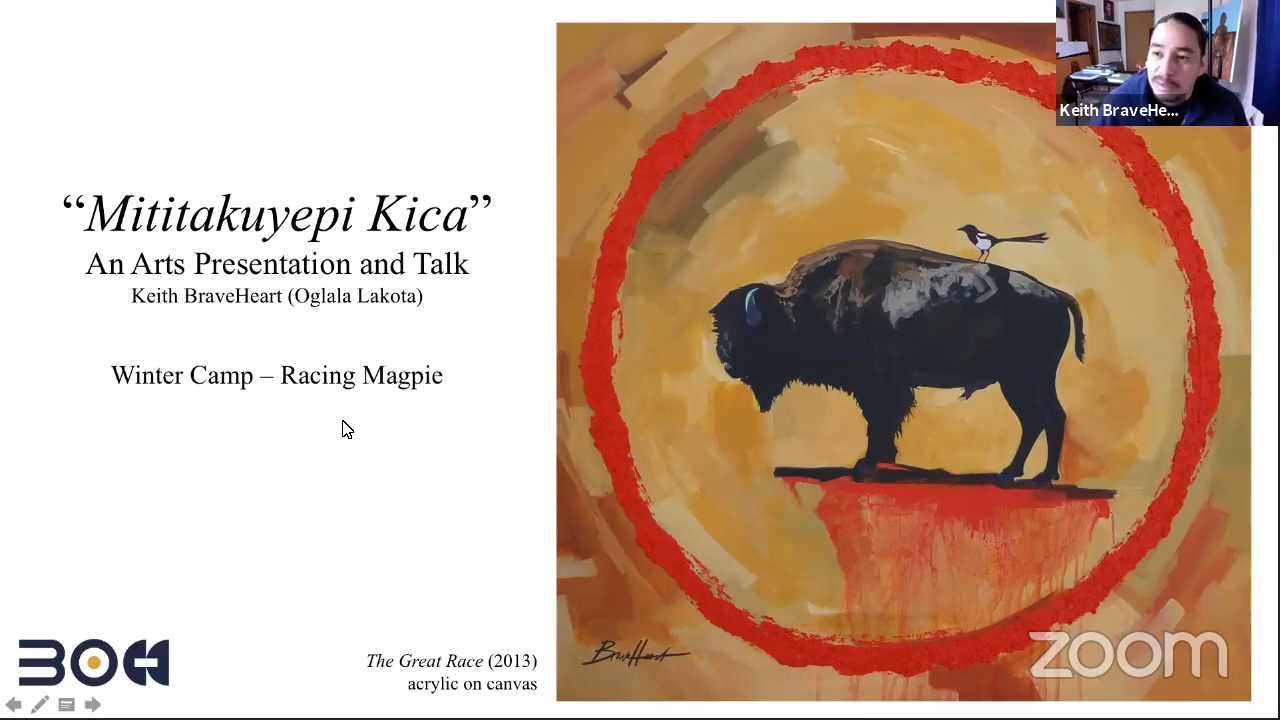 “Mititakuyepi Kica”
An Arts Presentation and Talk
Keith BraveHeart (Oglala Lakota)
Winter Camp – Racing Magpie
The Great Race (2013)
acrylic on canvas
BraveHeart
Keith BraveHe...
zoom